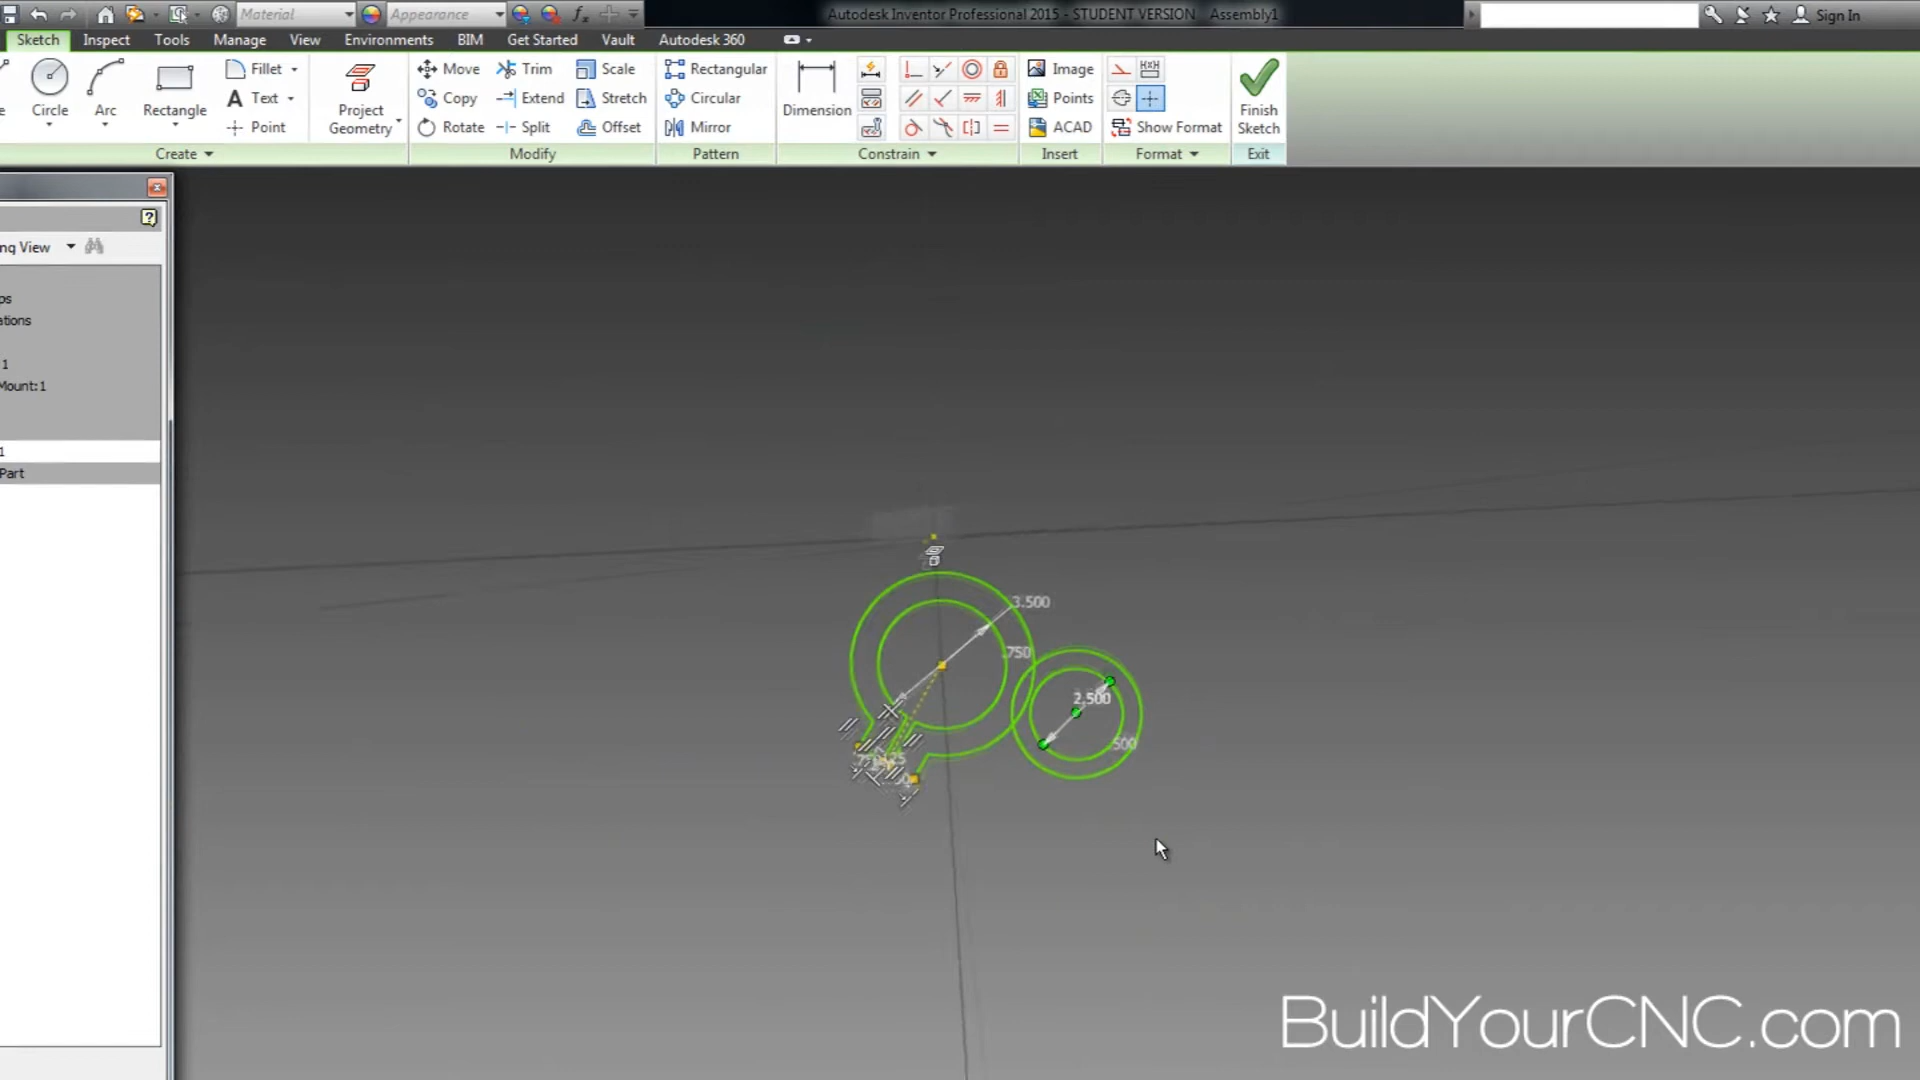 Material
Appearance
Autodesk Inventor Professional 2015 - STUDENT VERSION Assembly1
Sign In
Sketch Inspect Tools Manage View Environments BIM Get Started Vault Autodesk 360
Fillet Move Trim Scale Rectangular Image
Circle Arc Rectangle Text Project Geometry Copy Extend Stretch Circular Dimension Points Finish Sketch
Point Rotate Split Offset Mirror ACAD Show Format
Create Modify Pattern Constrain Insert Format Exit
View
Mount:1
Part
3.500
.750
2.500
.500
BuildYourCNC.com